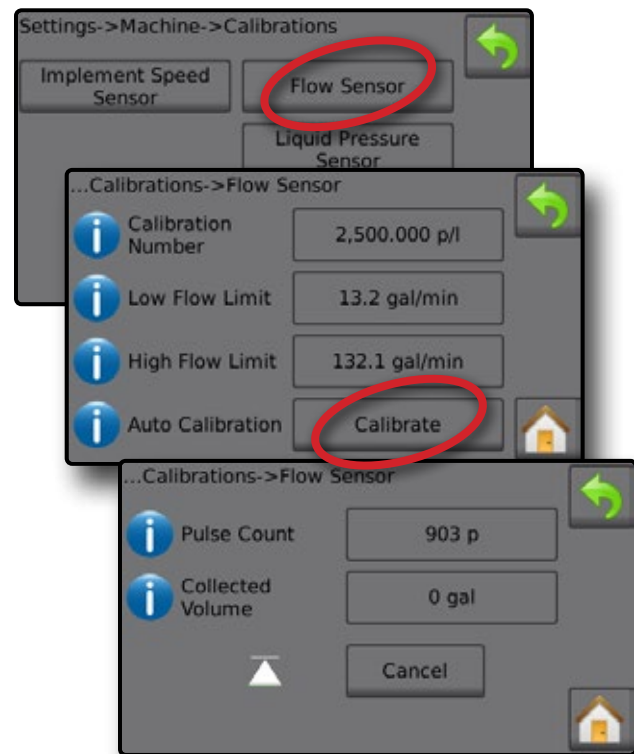 Settings->Machine->Calibrations
Implement Speed
Sensor
Flow Sensor
Liquid Pressure
Sensor
...Calibrations->Flow Sensor
Calibration
Number
2,500.000 p/l
Low Flow Limit
13.2 gal/min
High Flow Limit
132.1 gal/min
Auto Calibration
Calibrate
...Calibrations->Flow Sensor
Pulse Count
903 p
Collected
Volume
0 gal
Cancel